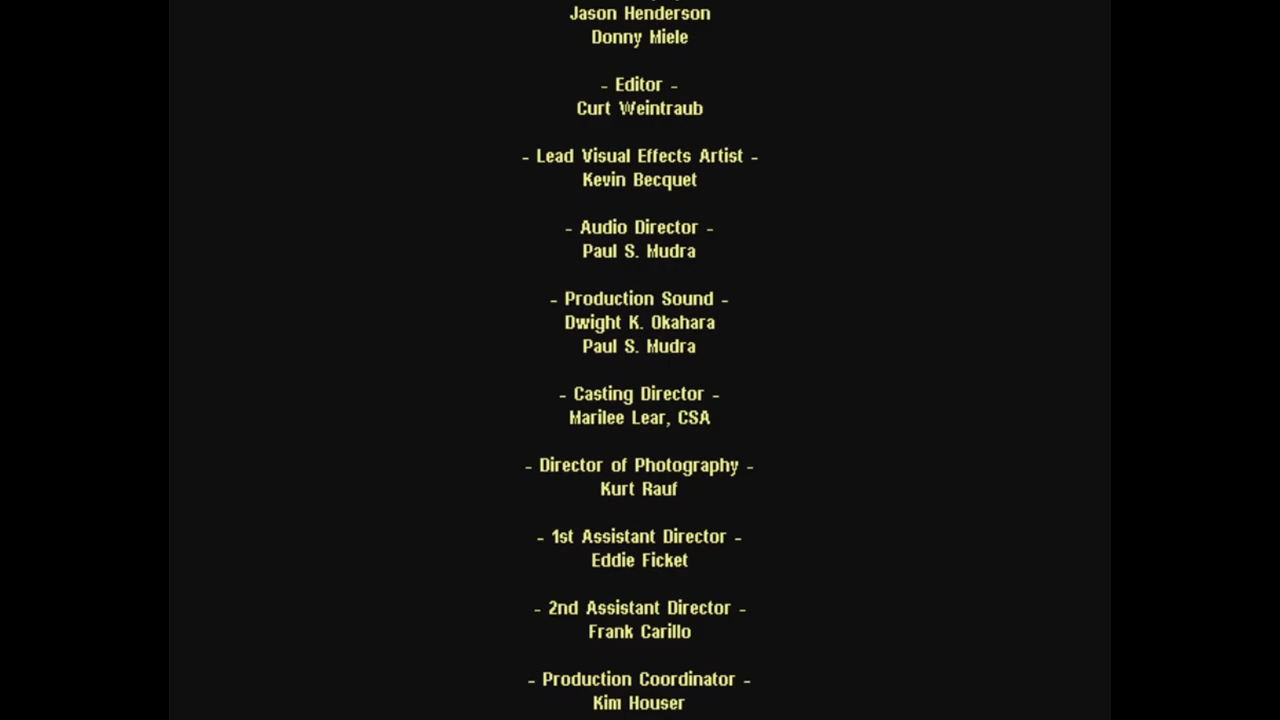 Jason Henderson
Donny Miele
- Editor -
Curt Weintraub
- Lead Visual Effects Artist -
Kevin Becquet
- Audio Director -
Paul S. Mudra
- Production Sound -
Dwight K. Okahara
Paul S. Mudra
- Casting Director -
Marilee Lear, CSA
- Director of Photography -
Kurt Rauf
- 1st Assistant Director -
Eddie Ficket
- 2nd Assistant Director -
Frank Carillo
- Production Coordinator -
Kim Houser